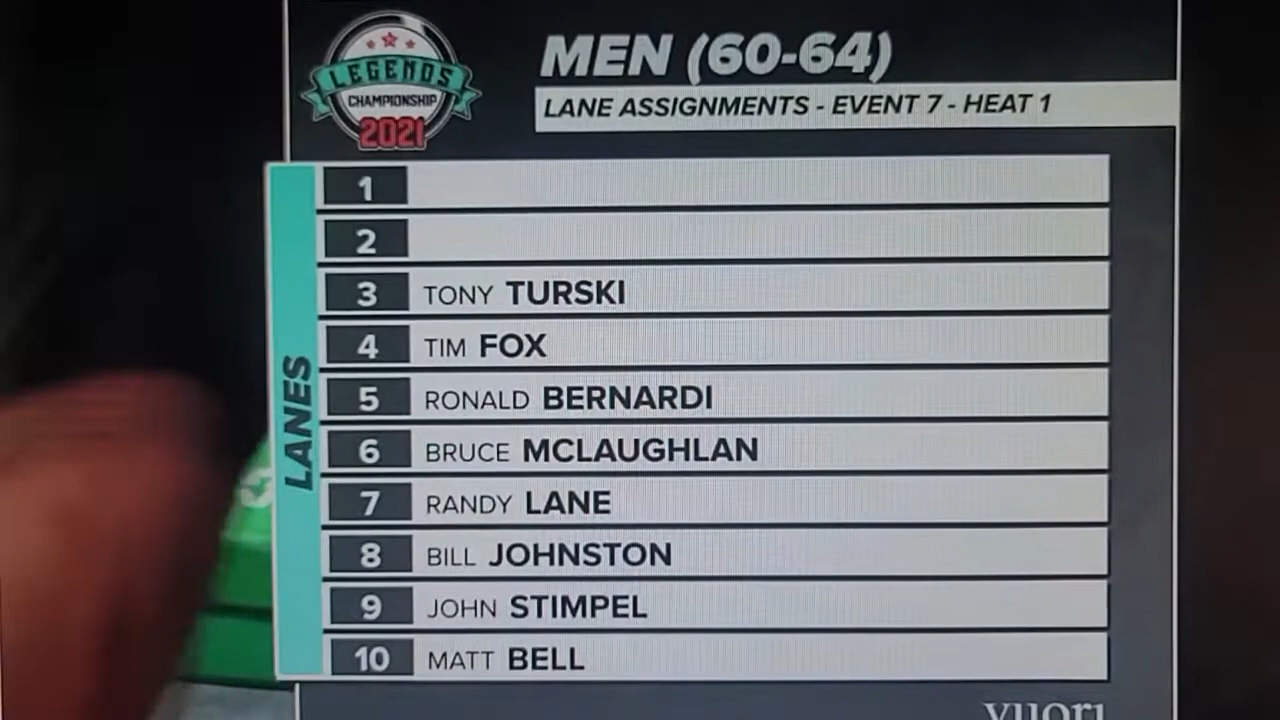 LEGENDS
CHAMPIONSHIP
2021
MEN (60-64)
LANE ASSIGNMENTS - EVENT 7 - HEAT 1
LANES
1
2
3 TONY TURSKI
4 TIM FOX
5 RONALD BERNARDI
6 BRUCE MCLAUGHLAN
7 RANDY LANE
8 BILL JOHNSTON
9 JOHN STIMPEL
10 MATT BELL
vuori